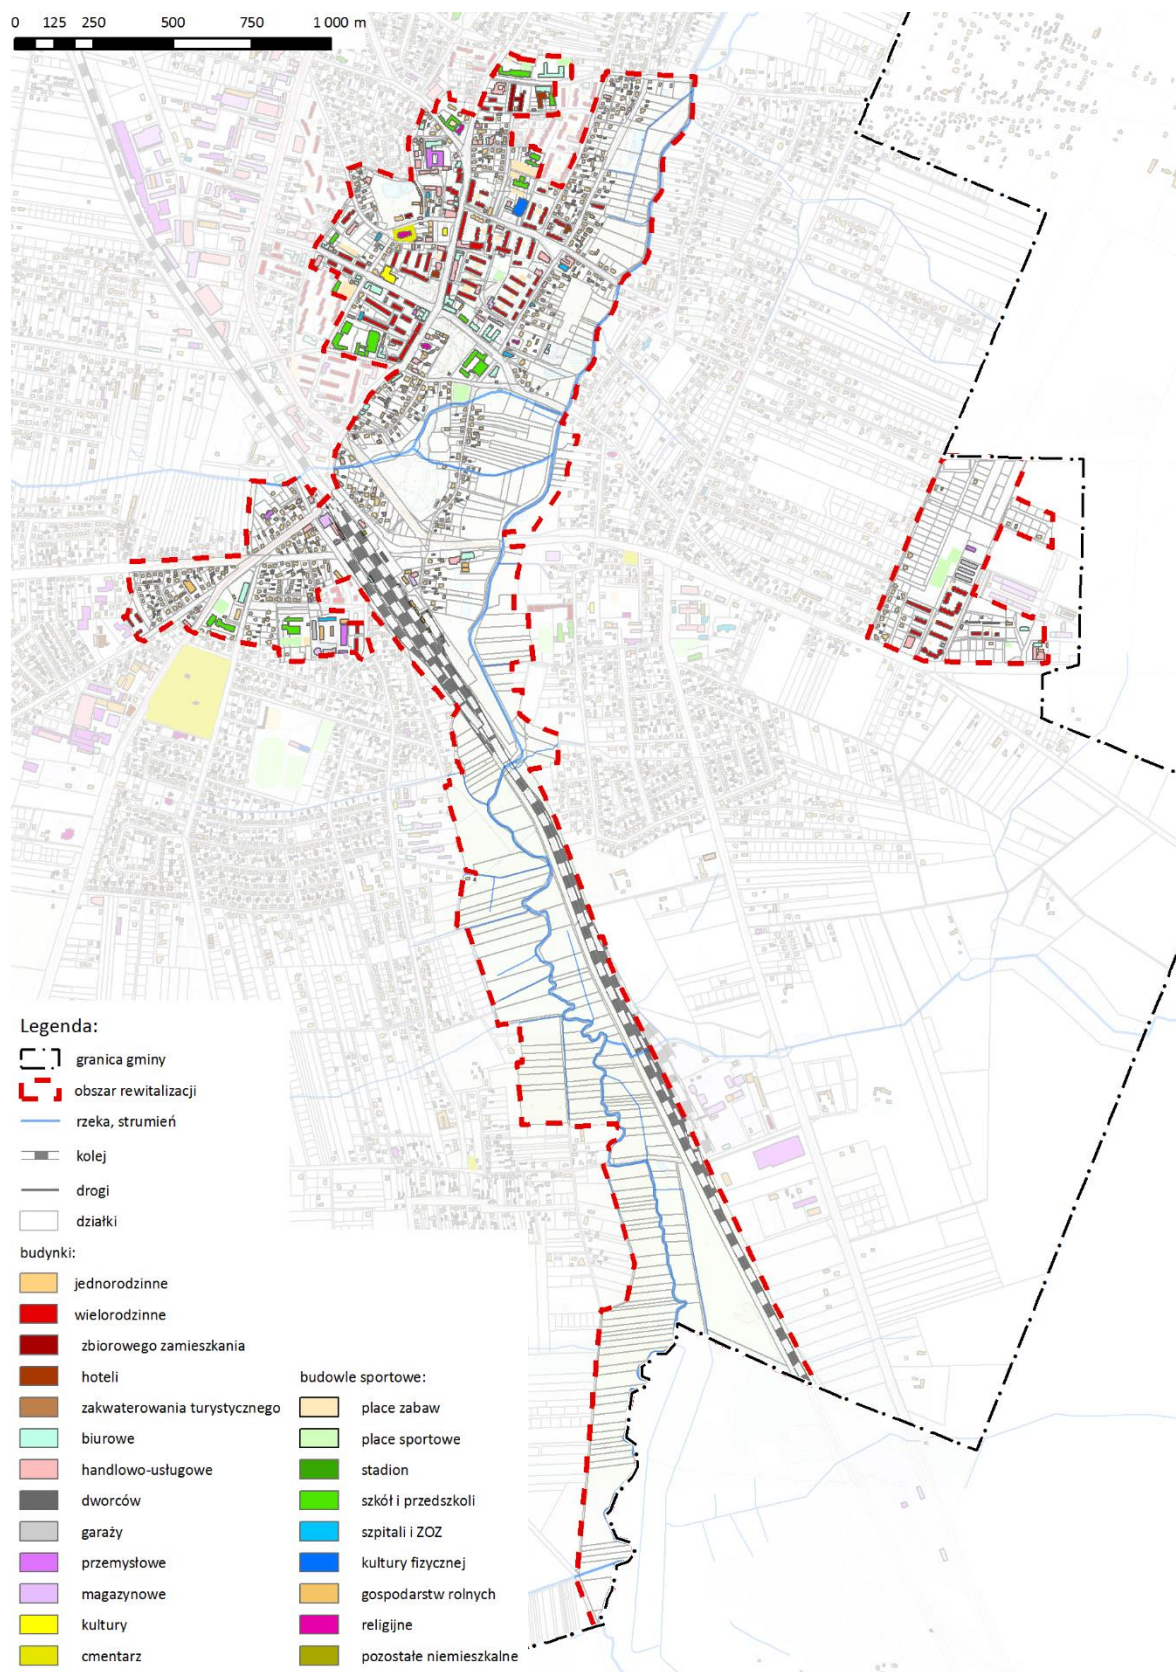 0 125 250 500 750 1 000 m
Legenda:
granica gminy
obszar rewitalizacji
rzeka, strumień
kolej
drogi
działki
budynki:
jednorodzinne
wielorodzinne
zbiorowego zamieszkania
hoteli
zakwaterowania turystycznego
biurowe
handlowo-usługowe
dworców
garaży
przemysłowe
magazynowe
kultury
cmentarz
budowle sportowe:
place zabaw
place sportowe
stadion
szkół i przedszkoli
szpitali i ZOZ
kultury fizycznej
gospodarstw rolnych
religijne
pozostałe niemieszkalne